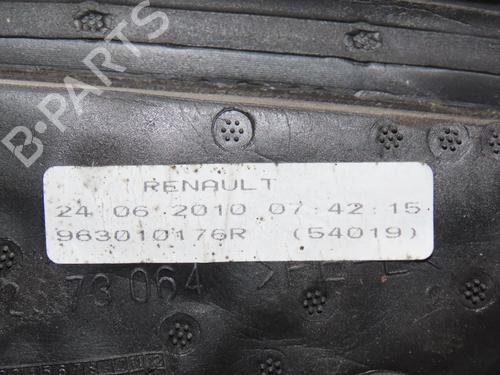 B-PARTS
RENAULT
24 06 2010 07 42 15
963010176R (54019)
73 064